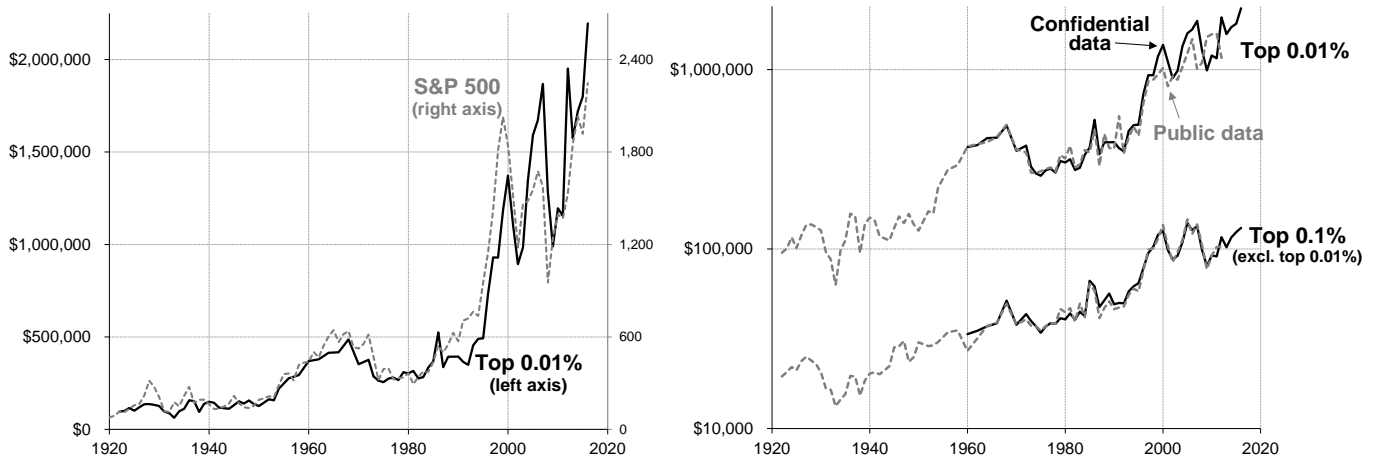 $2,000,000
$1,500,000
$1,000,000
$500,000
$0
2,400
1,800
1,200
600
0
S&P 500
(right axis)
Top 0.01%
(left axis)
1920 1940 1960 1980 2000 2020
$1,000,000
$100,000
$10,000
Confidential
data
Top 0.01%
Public data
Top 0.1%
(excl. top 0.01%)
1920 1940 1960 1980 2000 2020